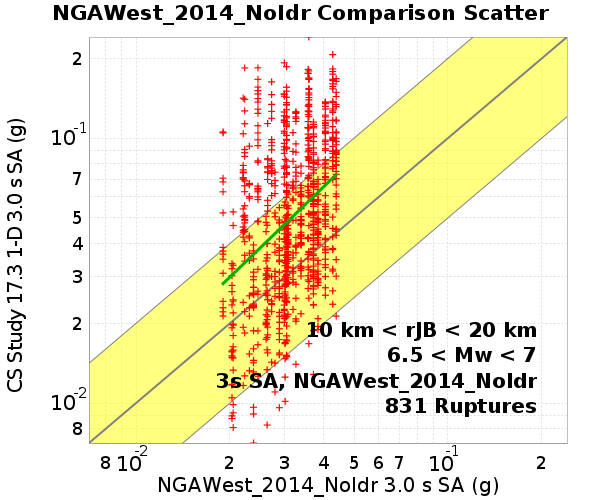 NGAWest_2014_NoIdr Comparison Scatter
CS Study 17.3 1-D 3.0 s SA (g)
2
10-1
7
5
4
3
2
10-2
8
10 km < rJB < 20 km
6.5 < Mw < 7
3s SA, NGAWest_2014_NoIdr
831 Ruptures
8 10-2 2 3 4 5 6 7 10-1 2
NGAWest_2014_NoIdr 3.0 s SA (g)